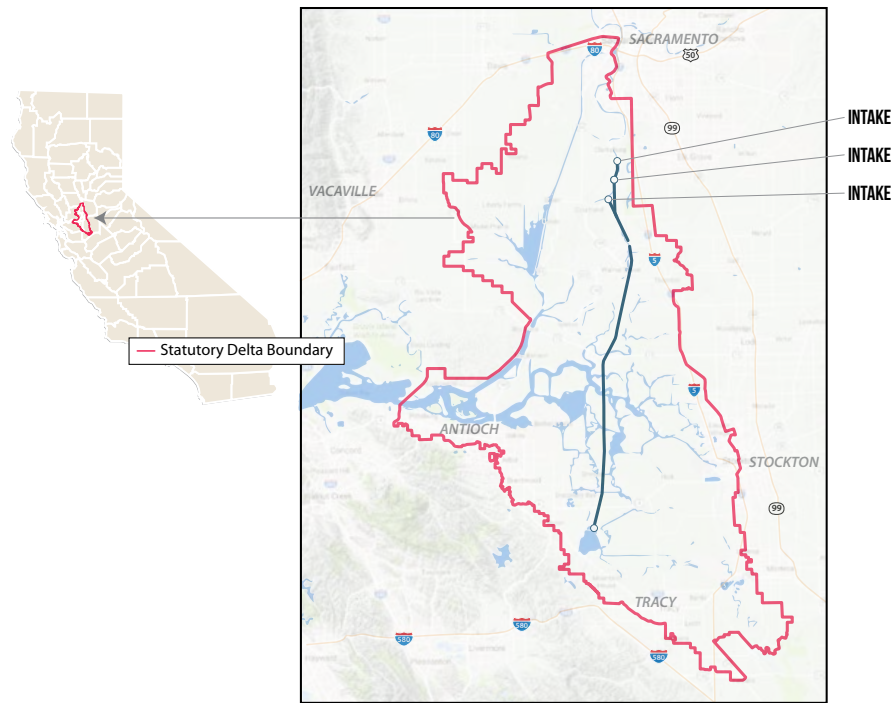 SACRAMENTO
80
50
INTAKE
99
80
INTAKE
VACAVILLE
INTAKE
5
Statutory Delta Boundary
5
ANTIOCH
STOCKTON
99
TRACY
580
580
580